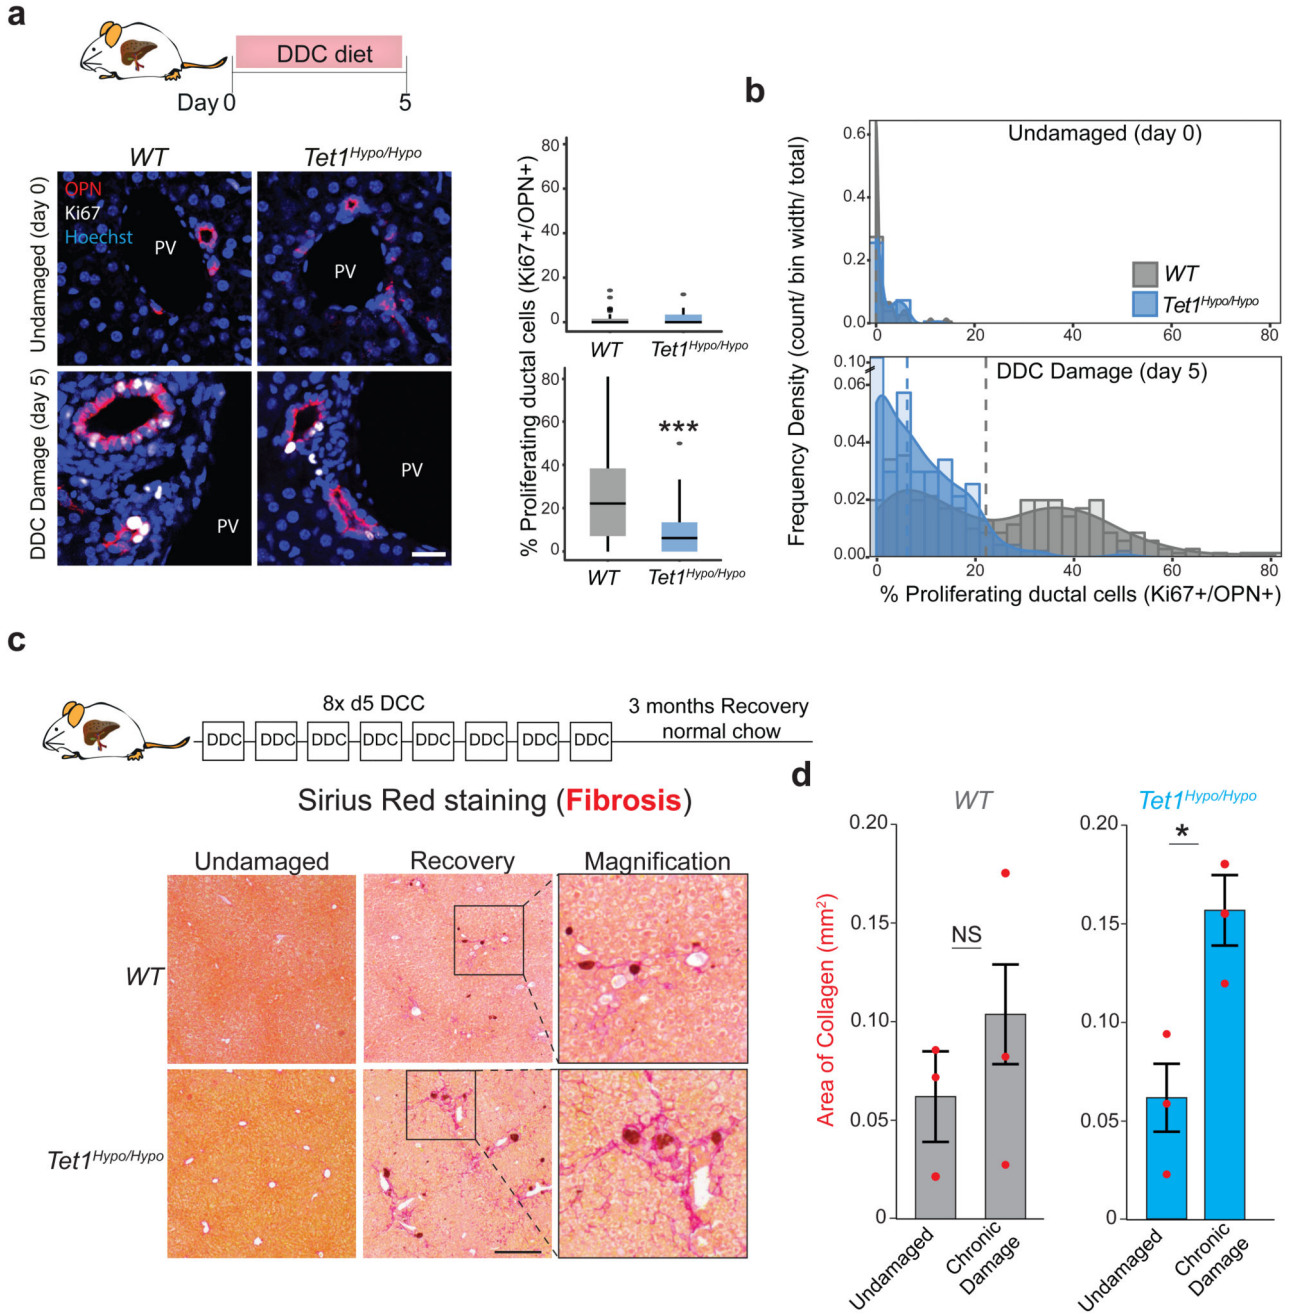 a
DDC diet
Day 0
5
WT
Tet1Hypo/Hypo
Undamaged (day 0)
OPN
Ki67
Hoechst
PV
PV
DDC Damage (day 5)
PV
PV
% Proliferating ductal cells (Ki67+/OPN+)
80
60
40
20
0
WT
Tet1Hypo/Hypo
80
60
40
20
0
***
WT
Tet1Hypo/Hypo
b
Frequency Density (count/ bin width/ total)
Undamaged (day 0)
0.6
0.4
0.2
0.0
WT
Tet1Hypo/Hypo
0
20
40
60
80
DDC Damage (day 5)
0.10
0.06
0.04
0.02
0.00
0
20
40
60
80
% Proliferating ductal cells (Ki67+/OPN+)
c
8x d5 DCC
3 months Recovery
normal chow
DDC DDC DDC DDC DDC DDC DDC DDC
Sirius Red staining (Fibrosis)
Undamaged
Recovery
Magnification
WT
Tet1Hypo/Hypo
d
WT
Area of Collagen (mm2)
0.20
0.15
0.10
0.05
0
NS
Undamaged
Chronic
Damage
Tet1Hypo/Hypo
0.20
0.15
0.10
0.05
0
*
Undamaged
Chronic
Damage